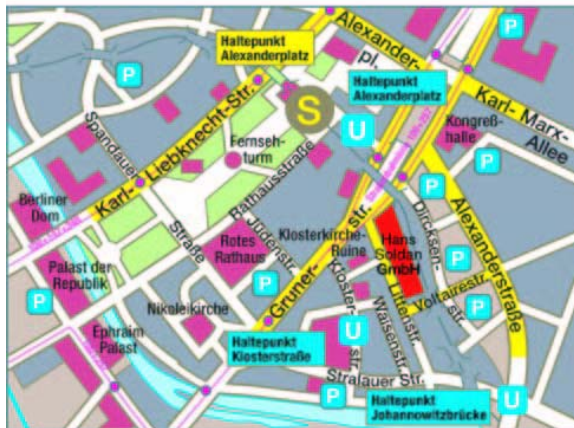 Haltepunkt
Alexanderplatz
Alexander-
pl.
P
P
S
Haltepunkt
Alexanderplatz
U
Karl- Marx-
Allee
Kongreß-
halle
Karl- Liebknecht-Str.
Spandauer
Straße
Fernseh-
turm
Rathausstraße
Berliner
Dom
Palast der
Republik
P
Rotes
Rathaus
Jüdenstr.
Klosterkirche-
Ruine
Gruner-
str.
Hans
Soldan
GmbH
Dircksen-
str.
P
P
P
Alexanderstraße
Voltairestr.
Littenstr.
Waisenstr.
Kloster-
str.
P
Nikoleikirche
Ephraim
Palast
Haltepunkt
Klosterstraße
U
Stralauer Str.
P
Haltepunkt
Johannowitzbrücke
U